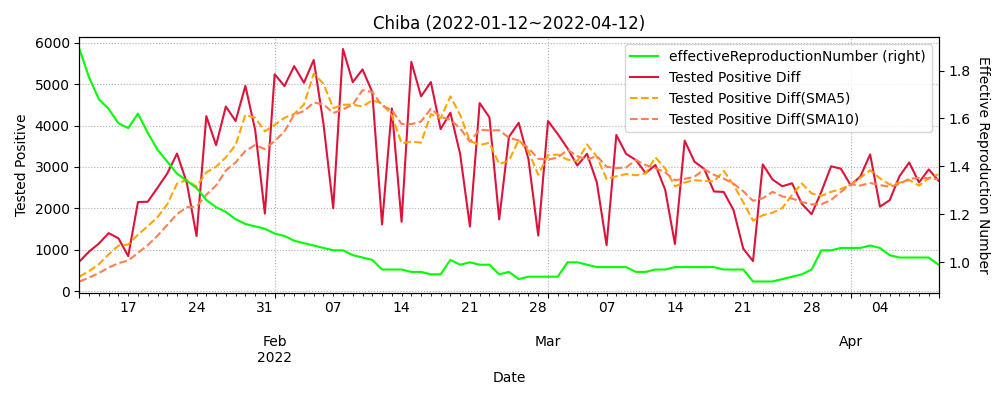 Chiba (2022-01-12~2022-04-12)
effectiveReproductionNumber (right)
Tested Positive Diff
Tested Positive Diff(SMA5)
Tested Positive Diff(SMA10)
Tested Positive
6000
5000
4000
3000
2000
1000
0
1.8
1.6
1.4
1.2
1.0
Effective Reproduction Number
17 24 31 07 14 21 28 07 14 21 28 04
Feb Mar Apr
2022
Date